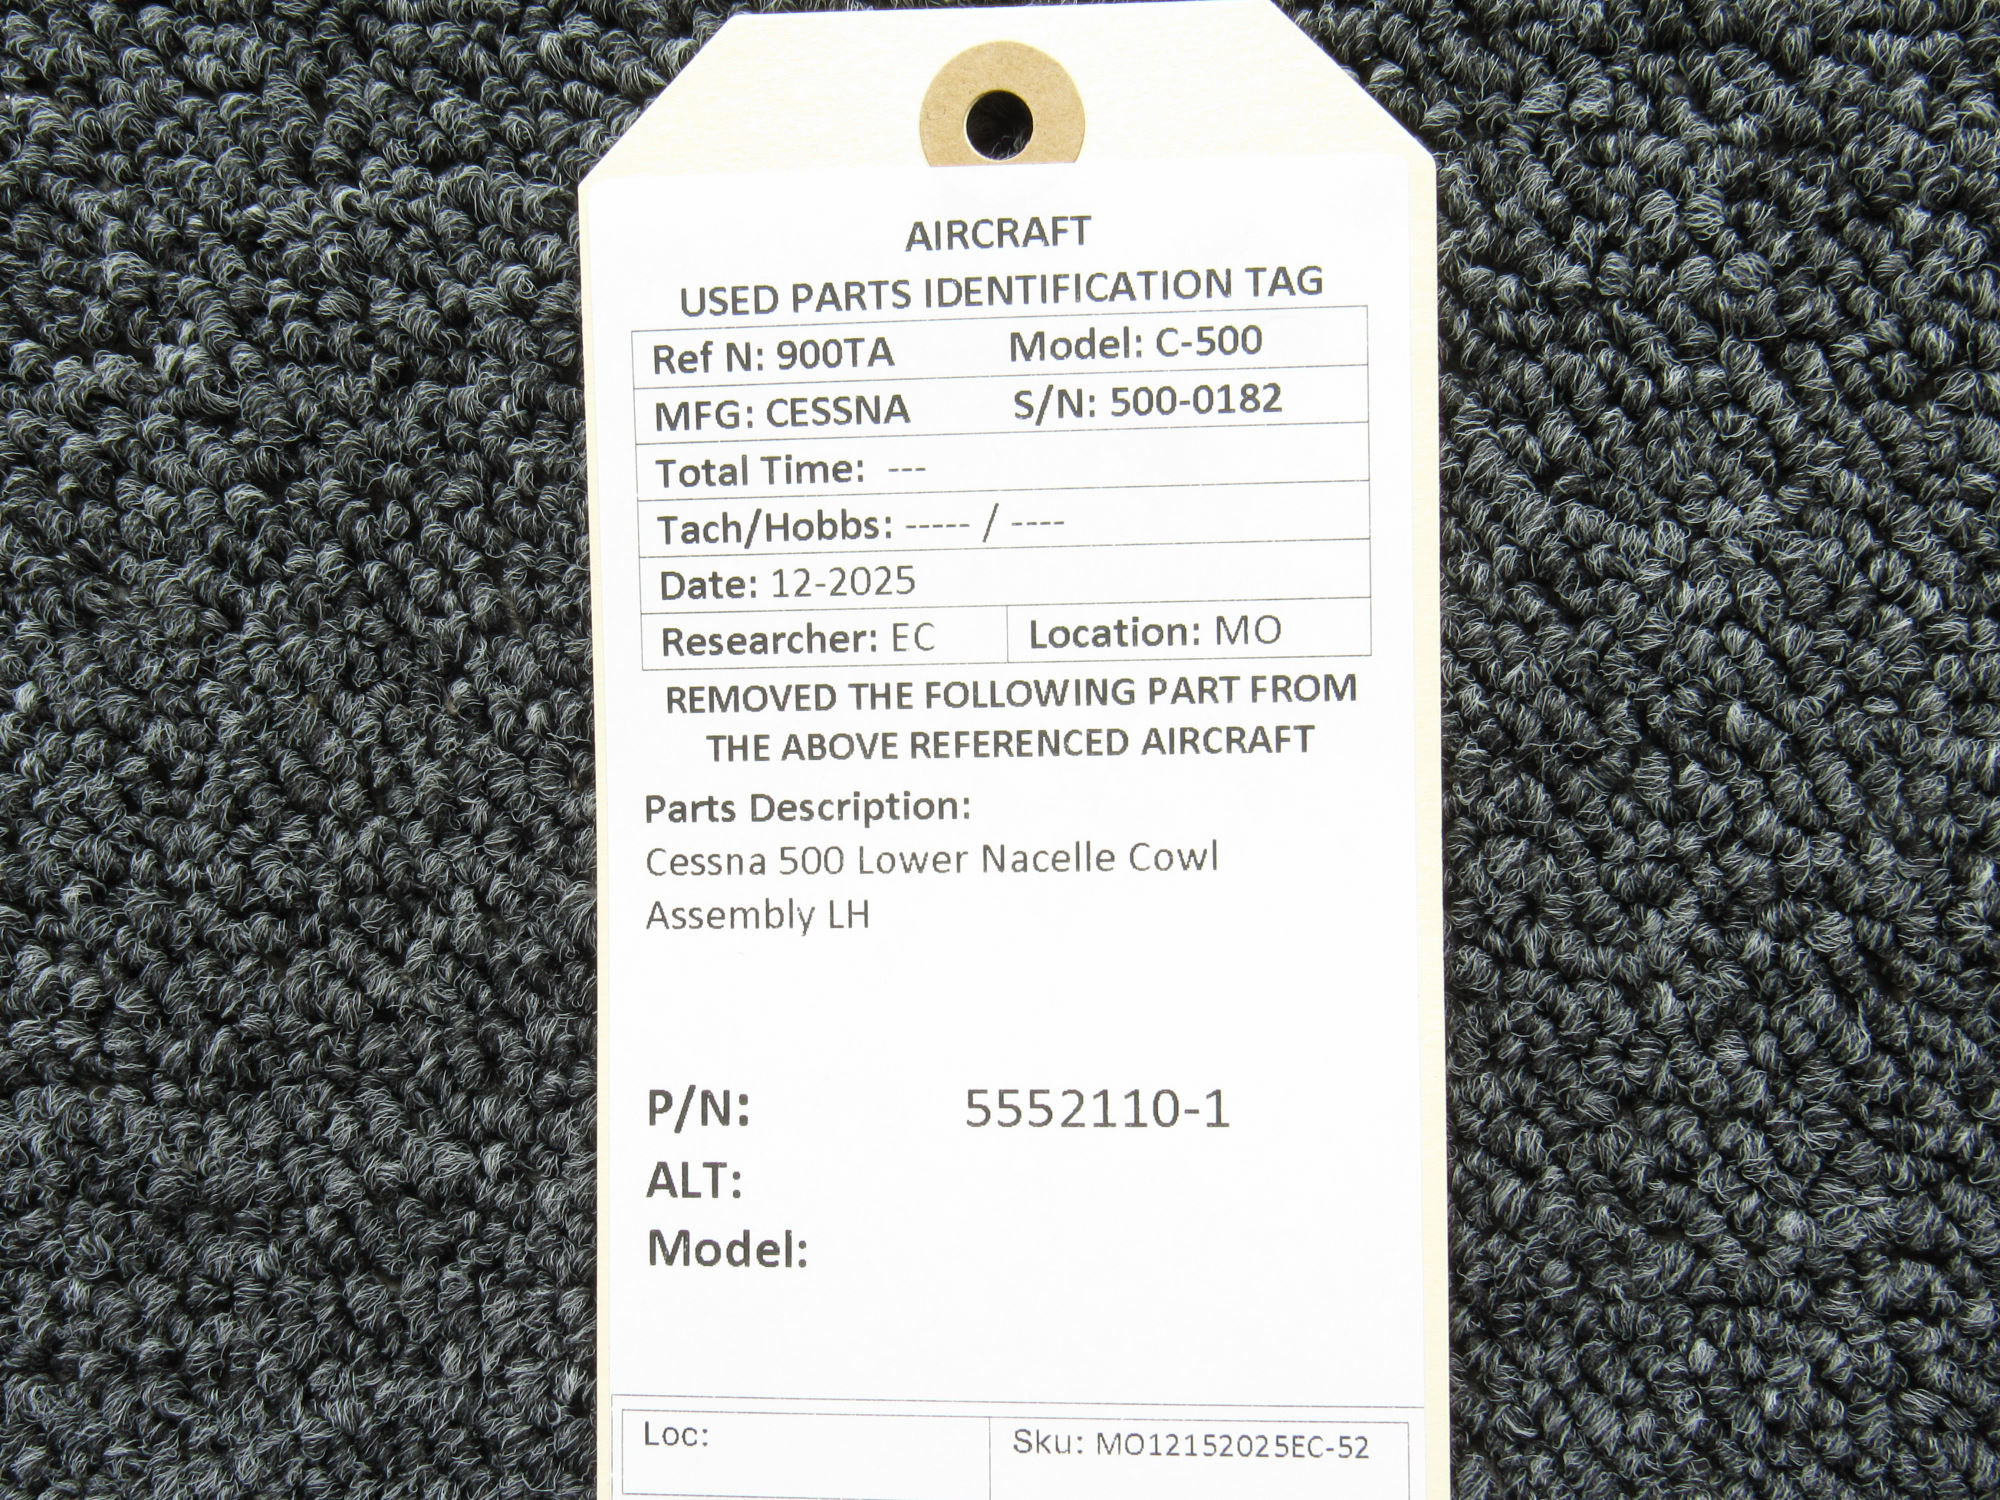 AIRCRAFT
USED PARTS IDENTIFICATION TAG
Ref N: 900TA Model: C-500
MFG: CESSNA S/N: 500-0182
Total Time: ---
Tach/Hobbs: ----- / ----
Date: 12-2025
Researcher: EC Location: MO
REMOVED THE FOLLOWING PART FROM
THE ABOVE REFERENCED AIRCRAFT
Parts Description:
Cessna 500 Lower Nacelle Cowl
Assembly LH
P/N: 5552110-1
ALT:
Model:
Loc: Sku: MO12152025EC-52